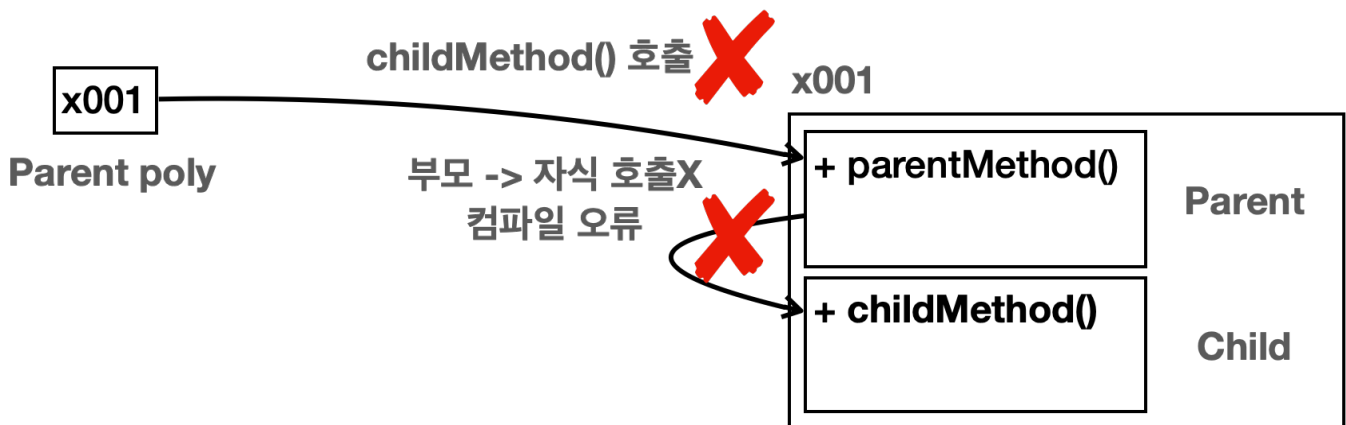 childMethod() 호출
x001
x001
Parent poly
부모 -> 자식 호출X
컴파일 오류
+ parentMethod()
Parent
+ childMethod()
Child